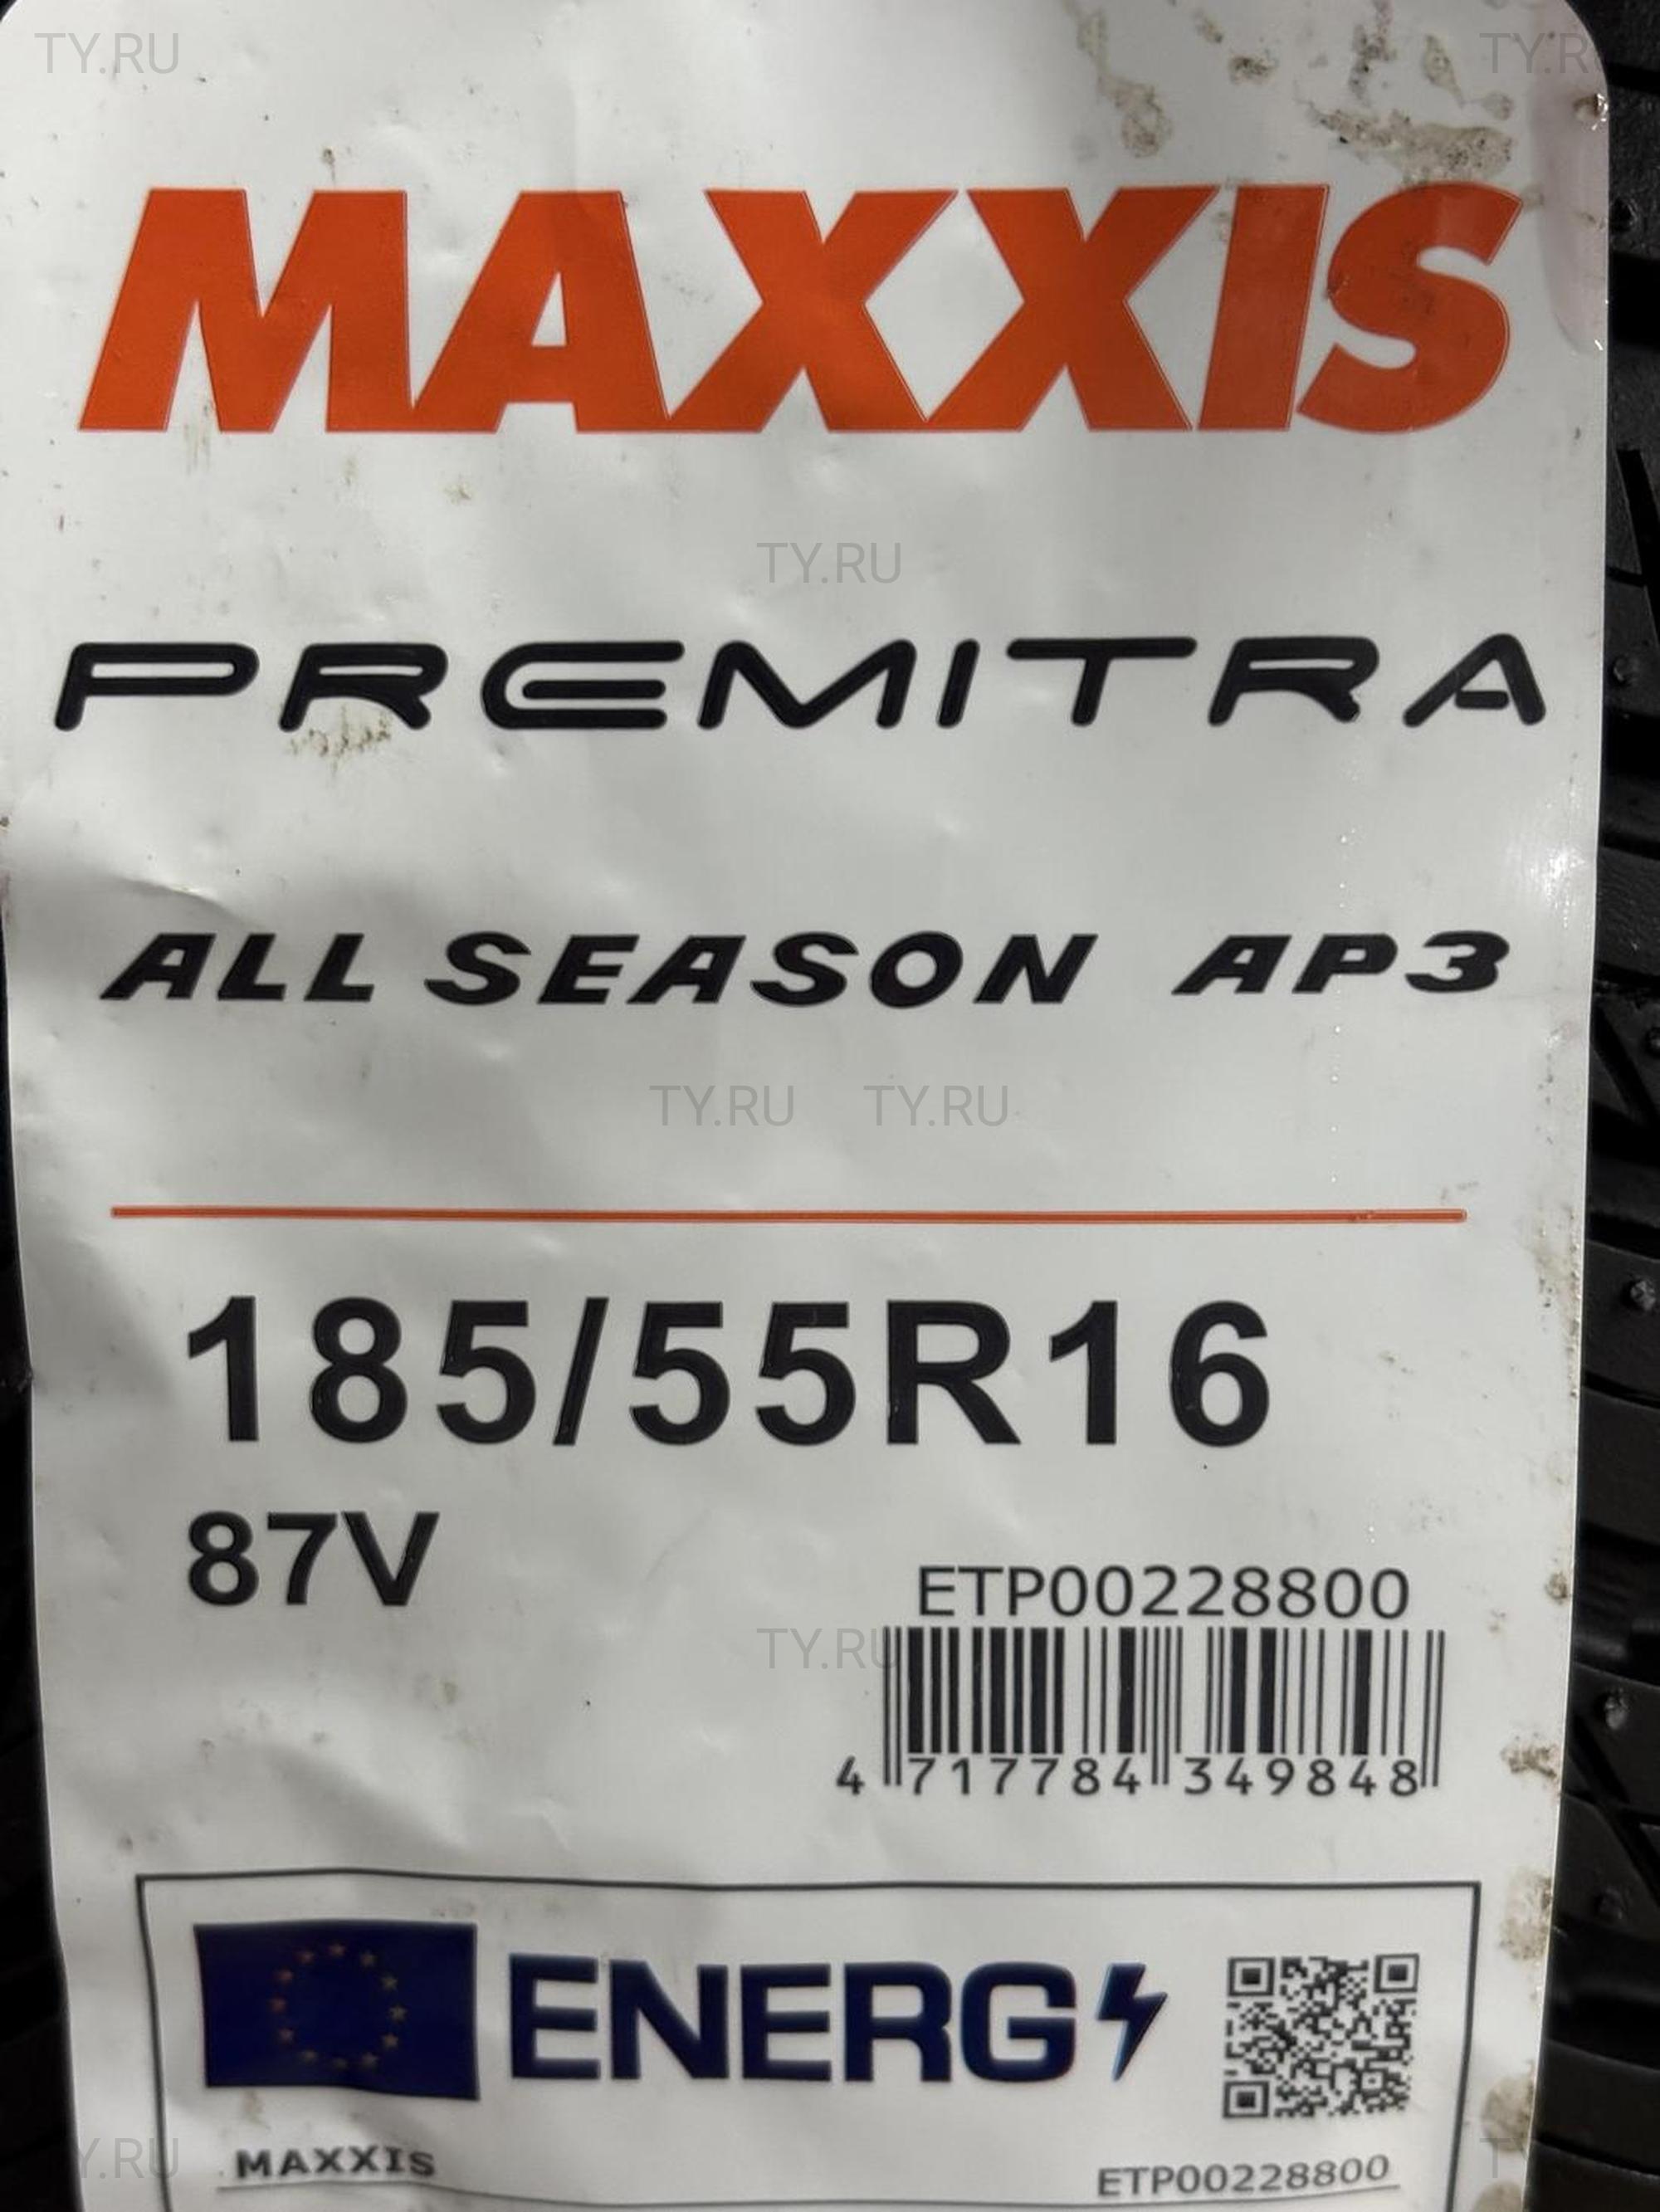 TY.RU TY.R
MAXXIS
TY.RU
PREMITRA
ALL SEASON AP3
TY.RU TY.RU
185/55R16
87V
ETP00228800
TY.RU
4 717784 349848
ENERG
MAXXIS
ETP00228800
Y.RU T